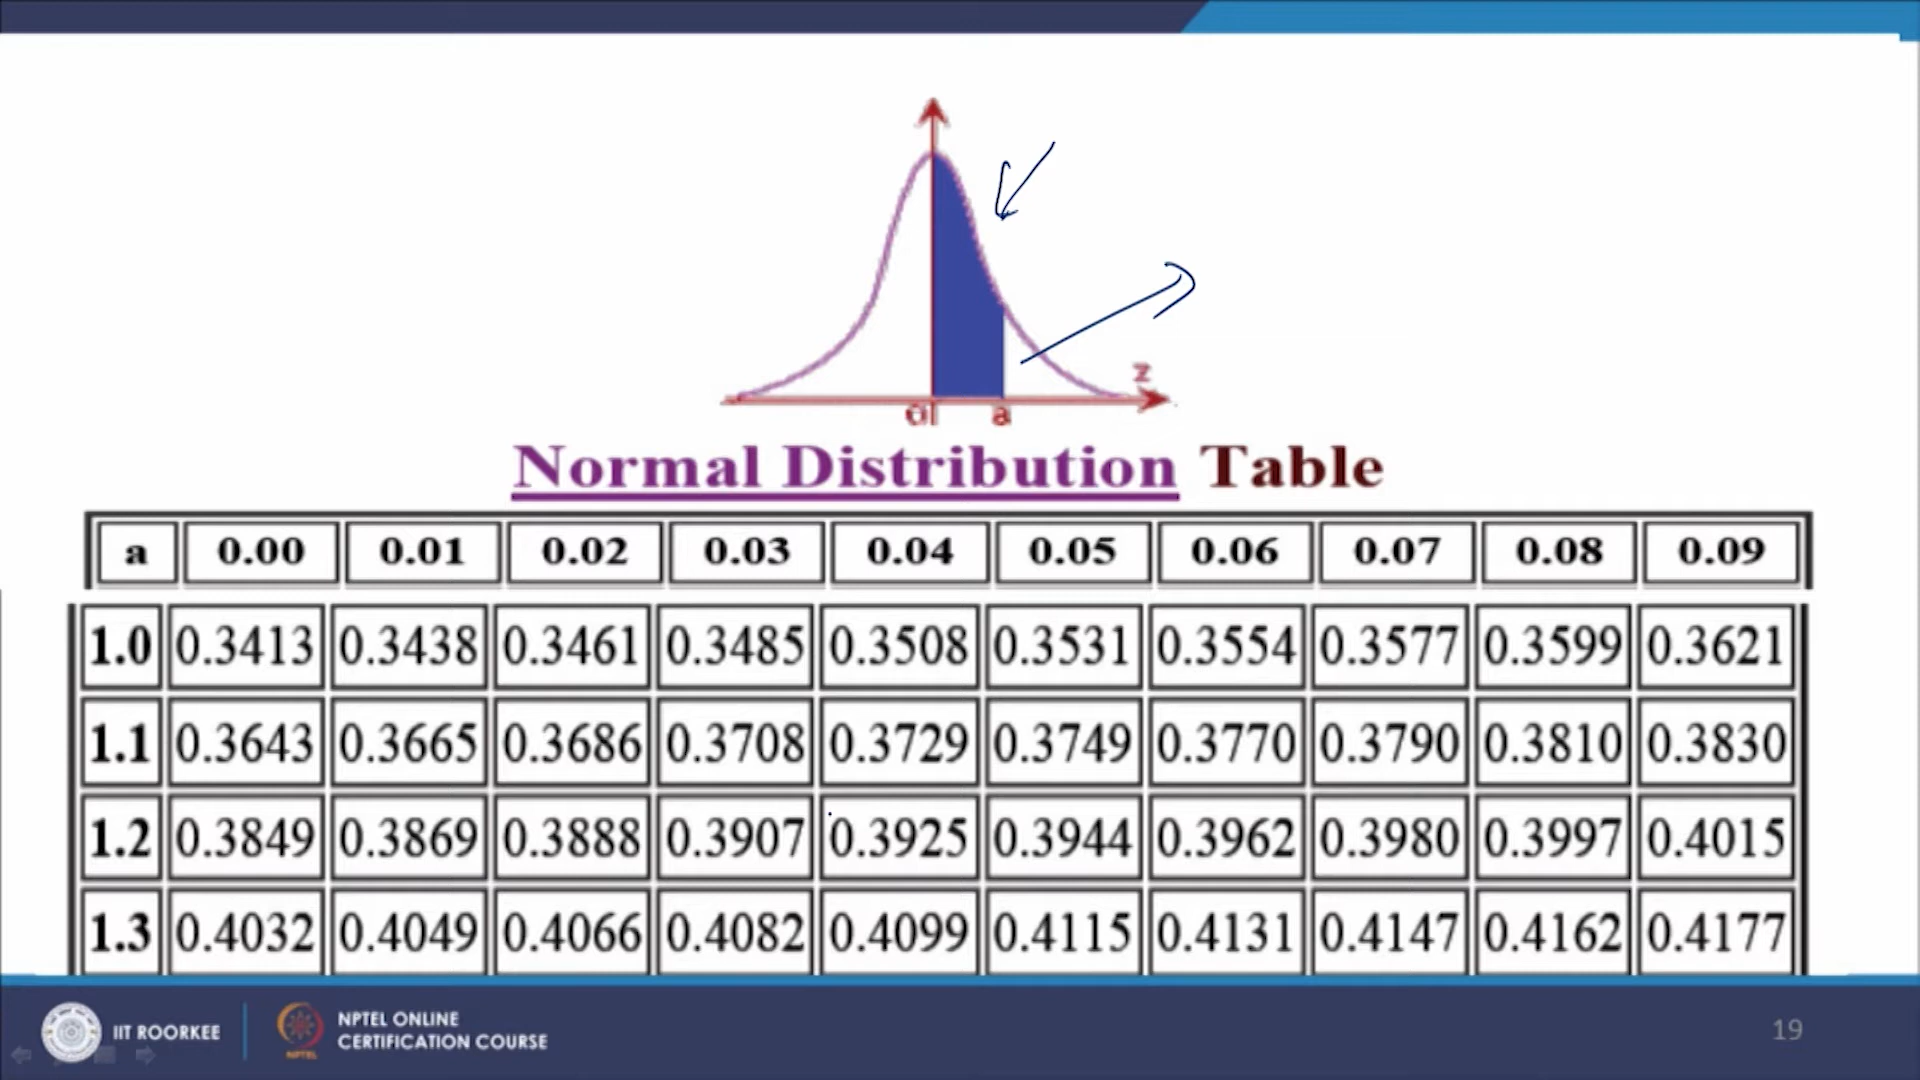 z
0 a
Normal Distribution Table
a 0.00 0.01 0.02 0.03 0.04 0.05 0.06 0.07 0.08 0.09
1.0 0.3413 0.3438 0.3461 0.3485 0.3508 0.3531 0.3554 0.3577 0.3599 0.3621
1.1 0.3643 0.3665 0.3686 0.3708 0.3729 0.3749 0.3770 0.3790 0.3810 0.3830
1.2 0.3849 0.3869 0.3888 0.3907 0.3925 0.3944 0.3962 0.3980 0.3997 0.4015
1.3 0.4032 0.4049 0.4066 0.4082 0.4099 0.4115 0.4131 0.4147 0.4162 0.4177
IIT ROORKEE
NPTEL
NPTEL ONLINE
CERTIFICATION COURSE
19